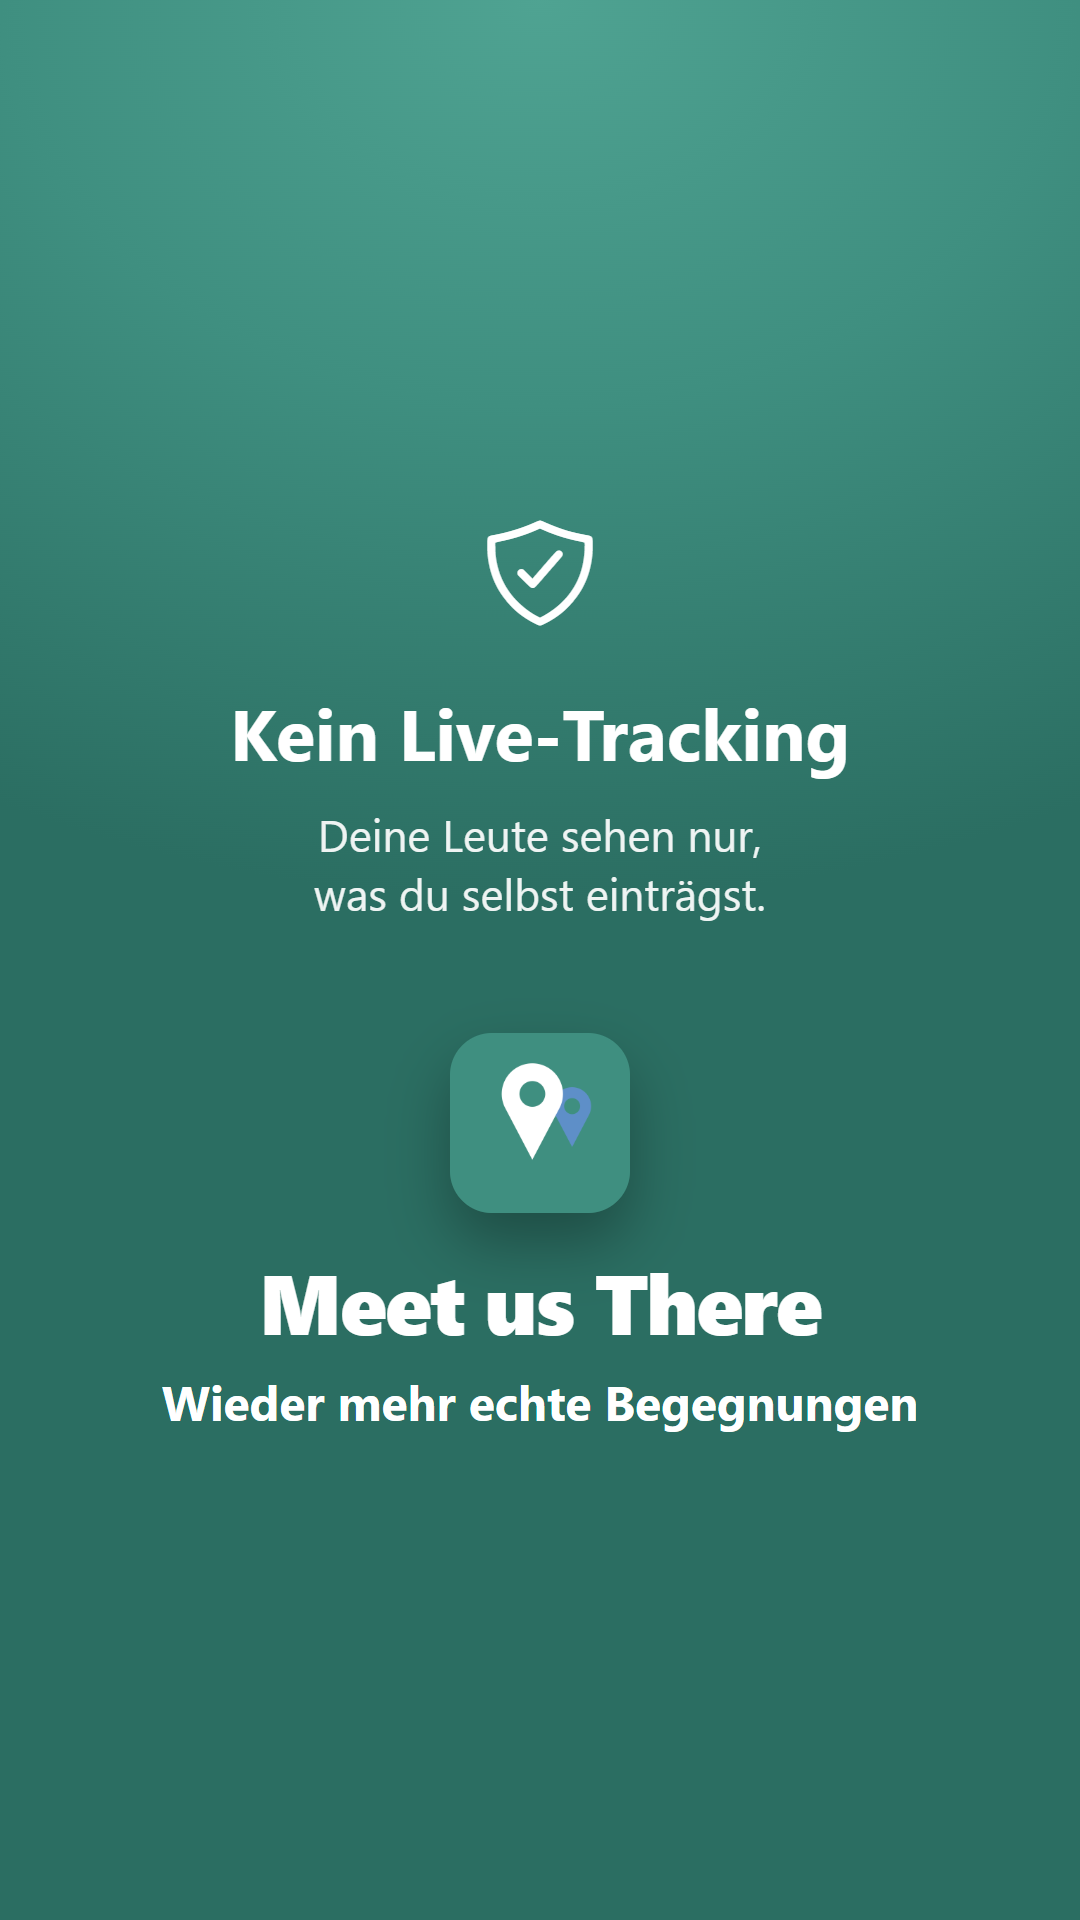 Kein Live-Tracking
Deine Leute sehen nur,
was du selbst einträgst.
Meet us There
Wieder mehr echte Begegnungen